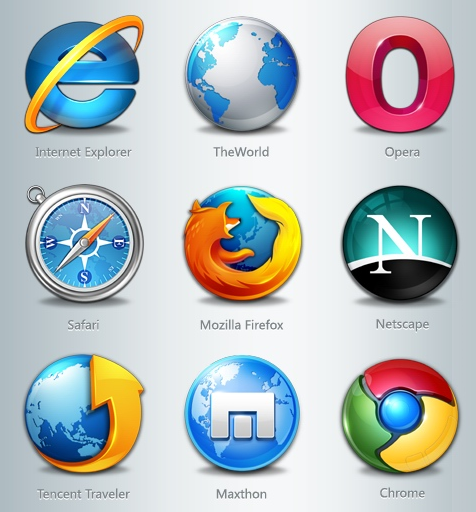 Internet Explorer
TheWorld
Opera
N
W
E
S
Safari
Mozilla Firefox
N
Netscape
Tencent Traveler
Maxthon
Chrome